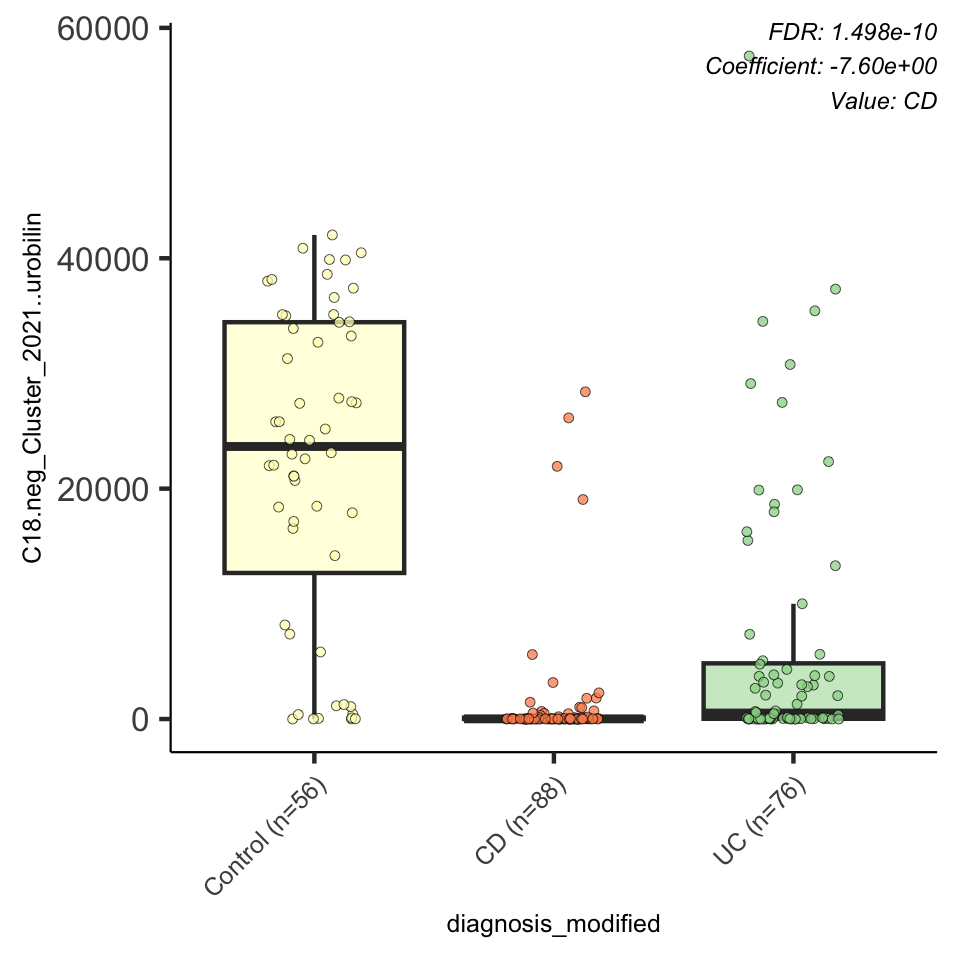 FDR: 1.498e-10
Coefficient: -7.60e+00
Value: CD
C18.neg_Cluster_2021..urobilin
60000
40000
20000
0
Control (n=56)
CD (n=88)
UC (n=76)
diagnosis_modified